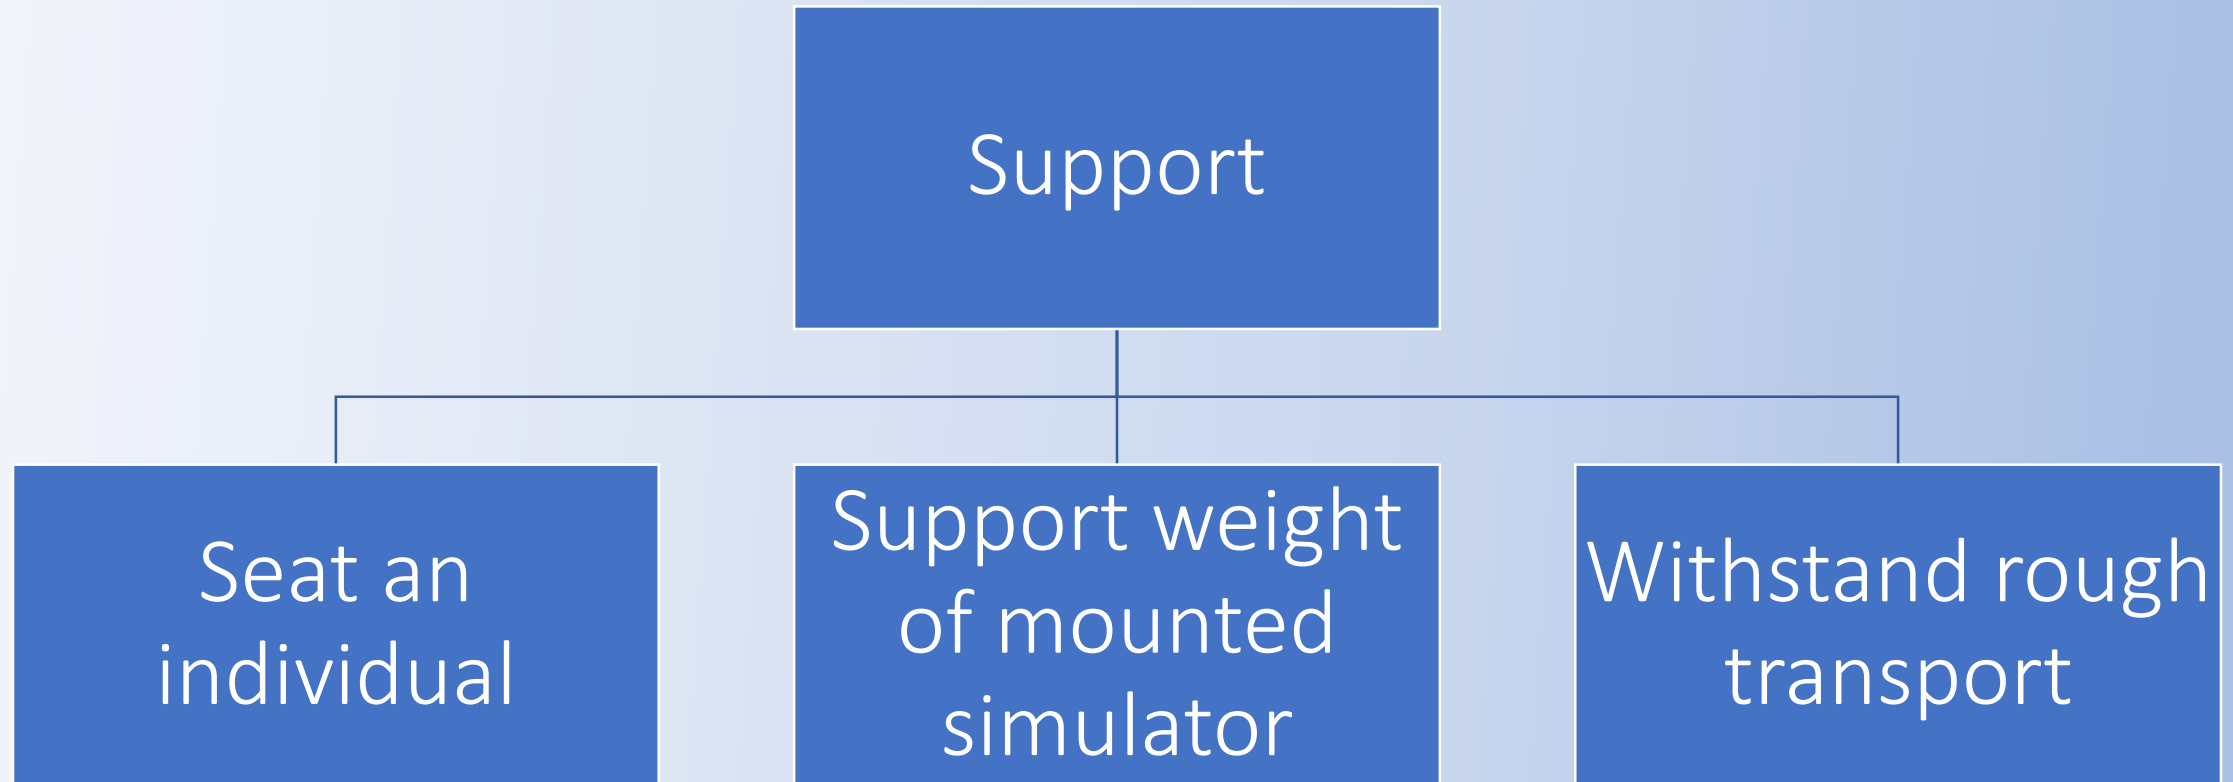 Support
Seat an
individual
Support weight
of mounted
simulator
Withstand rough
transport